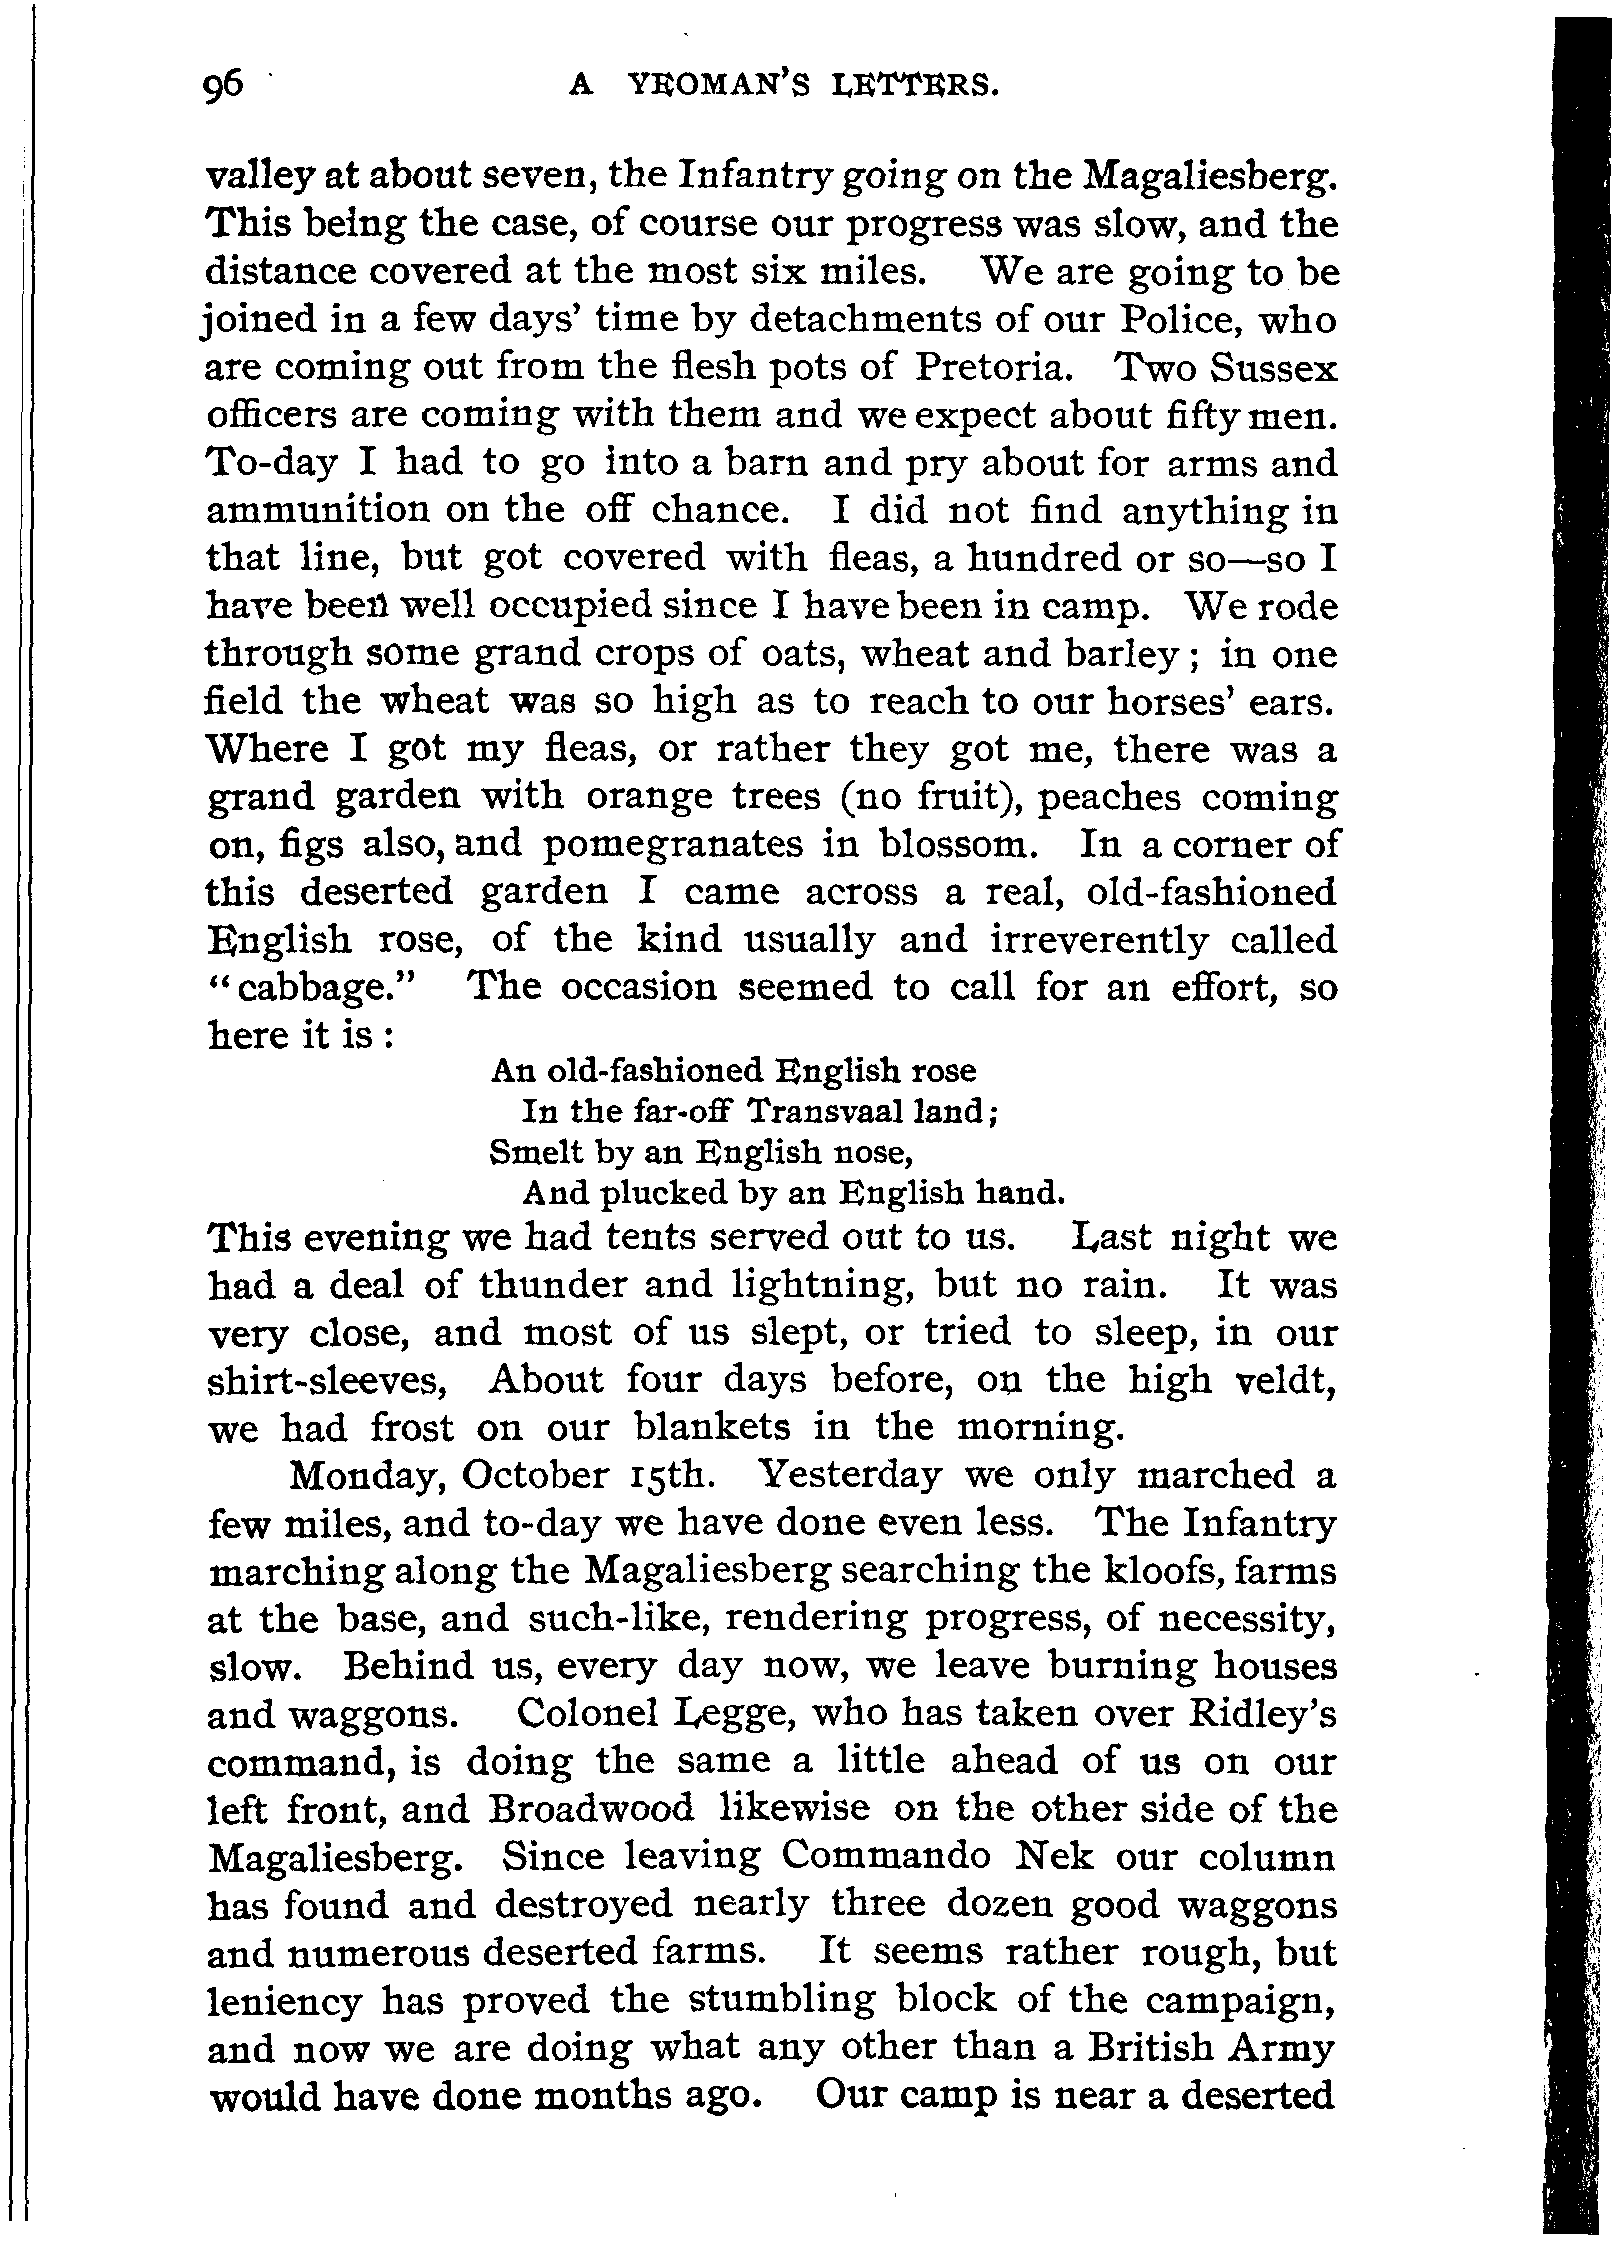 96 A YEOMAN'S LETTERS.
valley at about seven, the Infantry going on the Magaliesberg.
This being the case, of course our progress was slow, and the
distance covered at the most six miles. We are going to be
joined in a few days' time by detachments of our Police, who
are coming out from the flesh pots of Pretoria. Two Sussex
officers are coming with them and we expect about fifty men.
To-day I had to go into a barn and pry about for arms and
ammunition on the off chance. I did not find anything in
that line, but got covered with fleas, a hundred or so—so I
have been well occupied since I have been in camp. We rode
through some grand crops of oats, wheat and barley; in one
field the wheat was so high as to reach to our horses' ears.
Where I got my fleas, or rather they got me, there was a
grand garden with orange trees (no fruit), peaches coming
on, figs also, and pomegranates in blossom. In a corner of
this deserted garden I came across a real, old-fashioned
English rose, of the kind usually and irreverently called
"cabbage." The occasion seemed to call for an effort, so
here it is:
An old-fashioned English rose
In the far-off Transvaal land;
Smelt by an English nose,
And plucked by an English hand.
This evening we had tents served out to us. Last night we
had a deal of thunder and lightning, but no rain. It was
very close, and most of us slept, or tried to sleep, in our
shirt-sleeves, About four days before, on the high veldt,
we had frost on our blankets in the morning.
Monday, October 15th. Yesterday we only marched a
few miles, and to-day we have done even less. The Infantry
marching along the Magaliesberg searching the kloofs, farms
at the base, and such-like, rendering progress, of necessity,
slow. Behind us, every day now, we leave burning houses
and waggons. Colonel Legge, who has taken over Ridley's
command, is doing the same a little ahead of us on our
left front, and Broadwood likewise on the other side of the
Magaliesberg. Since leaving Commando Nek our column
has found and destroyed nearly three dozen good waggons
and numerous deserted farms. It seems rather rough, but
leniency has proved the stumbling block of the campaign,
and now we are doing what any other than a British Army
would have done months ago. Our camp is near a deserted